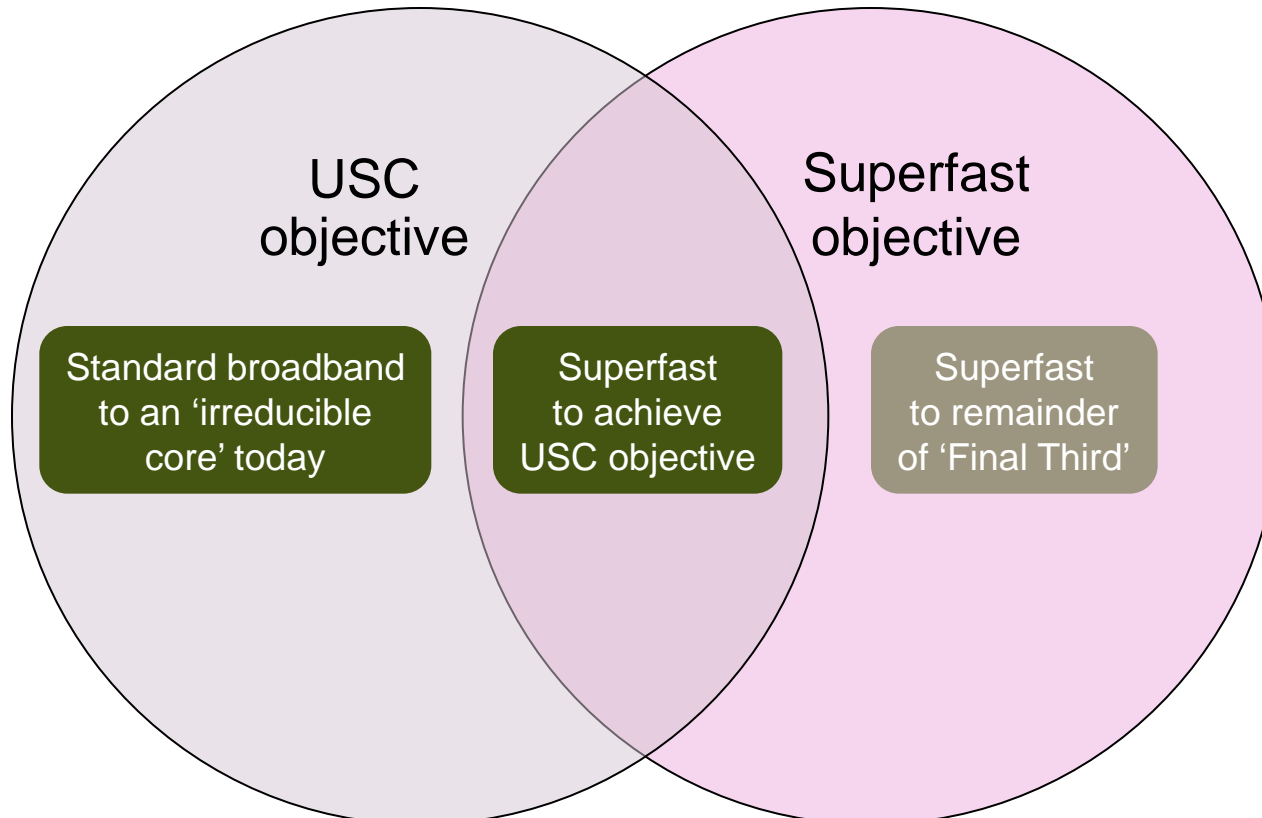 USC
objective
Superfast
objective
Standard broadband
to an ‘irreducible
core’ today
Superfast
to achieve
USC objective
Superfast
to remainder
of ‘Final Third’